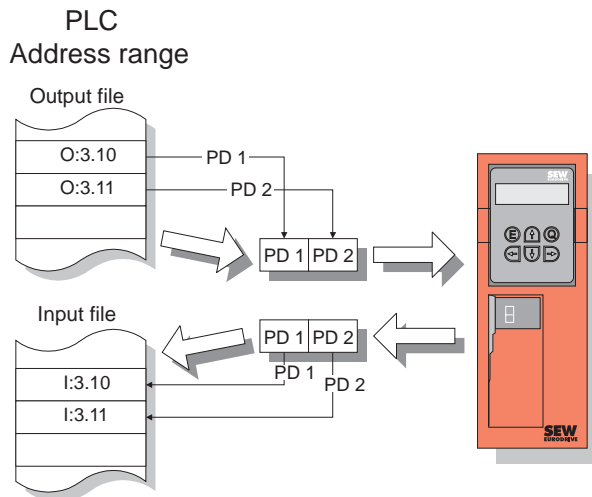 PLC
Address range
Output file
O:3.10
O:3.11
PD 1
PD 2
PD 1 PD 2
SEW
EURODRIVE
E
Q
Input file
PD 1 PD 2
PD 1
PD 2
I:3.10
I:3.11
SEW
EURODRIVE